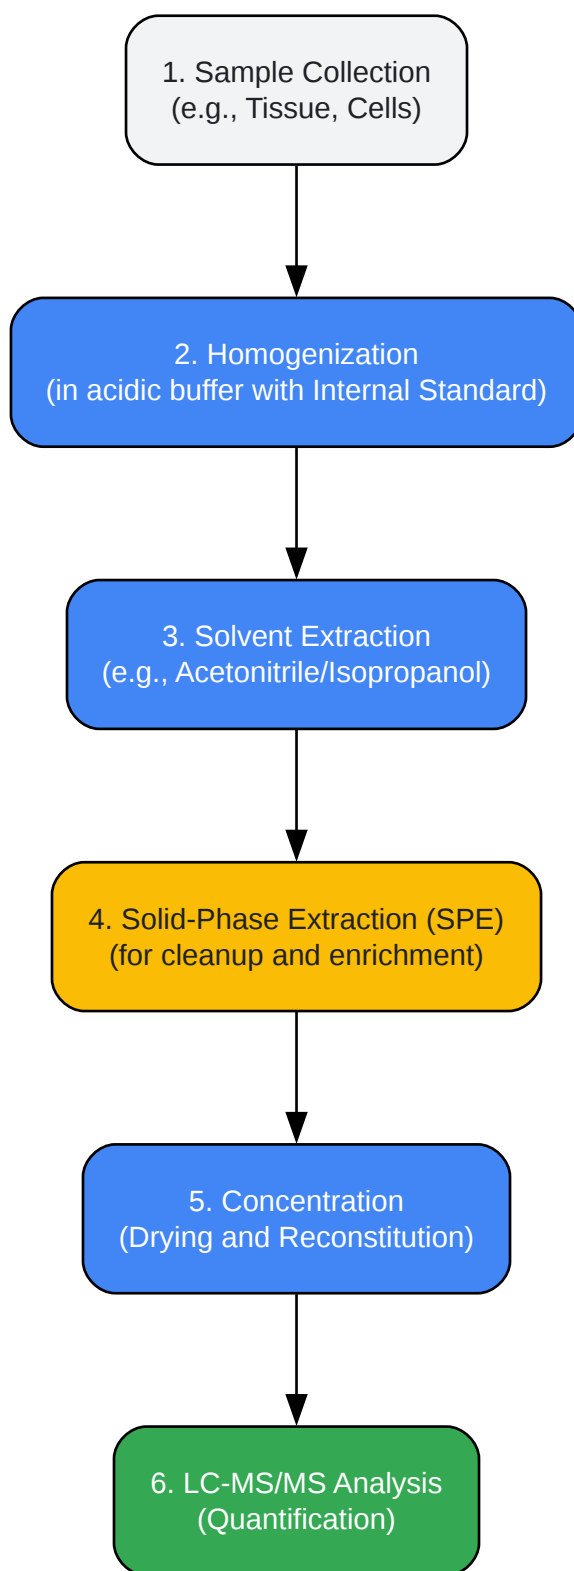 1. Sample Collection
(e.g., Tissue, Cells)
2. Homogenization
(in acidic buffer with Internal Standard)
3. Solvent Extraction
(e.g., Acetonitrile/Isopropanol)
4. Solid-Phase Extraction (SPE)
(for cleanup and enrichment)
5. Concentration
(Drying and Reconstitution)
6. LC-MS/MS Analysis
(Quantification)